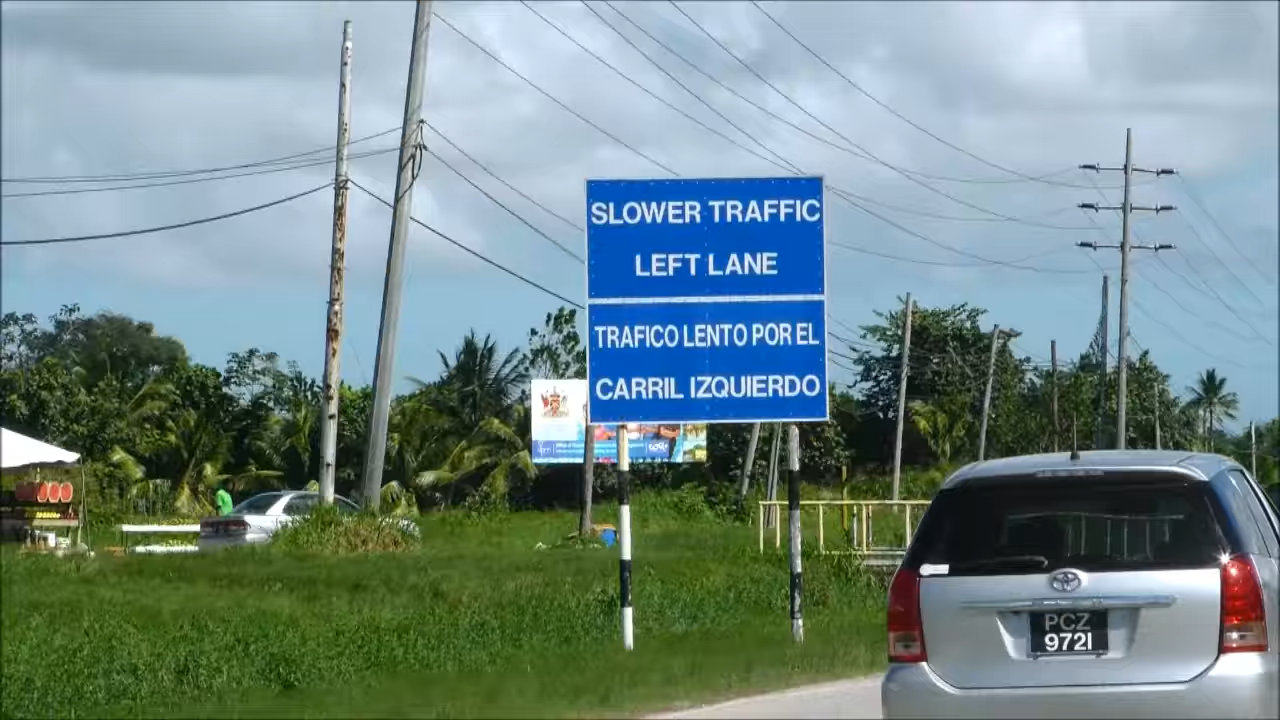 SLOWER TRAFFIC
LEFT LANE
TRAFICO LENTO POR EL
CARRIL IZQUIERDO
PCZ
9721